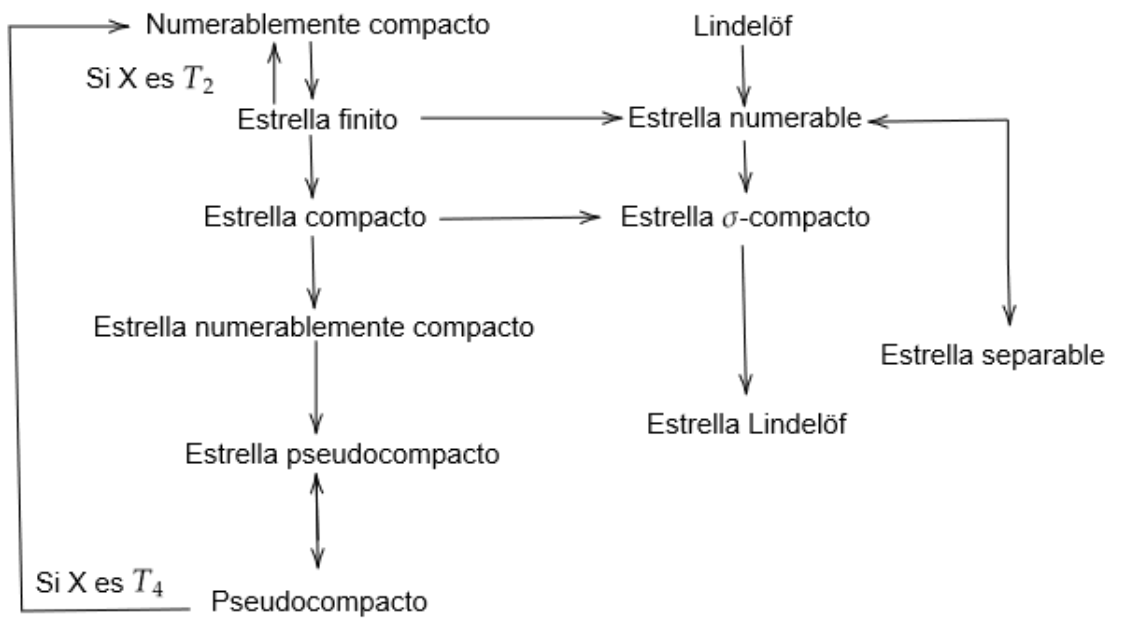 Numerablemente compacto
Lindelöf
Si X es T₂
Estrella finito
Estrella numerable
Estrella compacto
Estrella σ-compacto
Estrella numerablemente compacto
Estrella separable
Estrella Lindelöf
Estrella pseudocompacto
Si X es T₄
Pseudocompacto